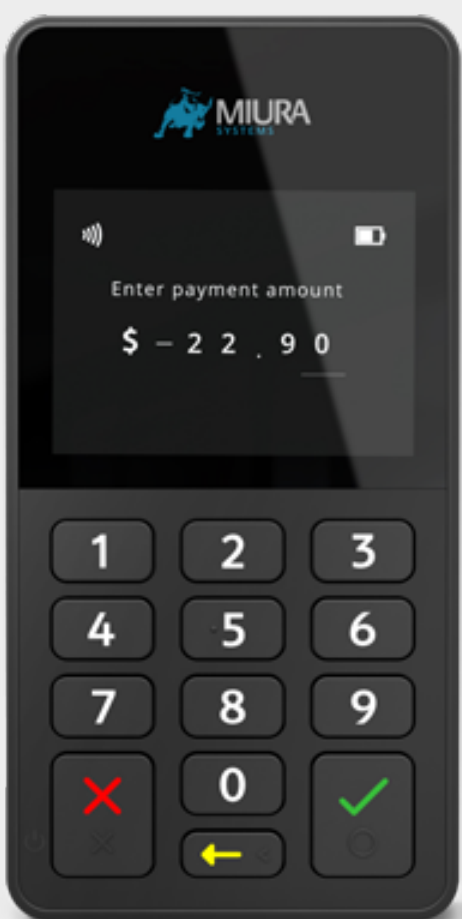 MIURA
SYSTEMS
Enter payment amount
$ – 2 2 . 9 0
1 2 3
4 5 6
7 8 9
0